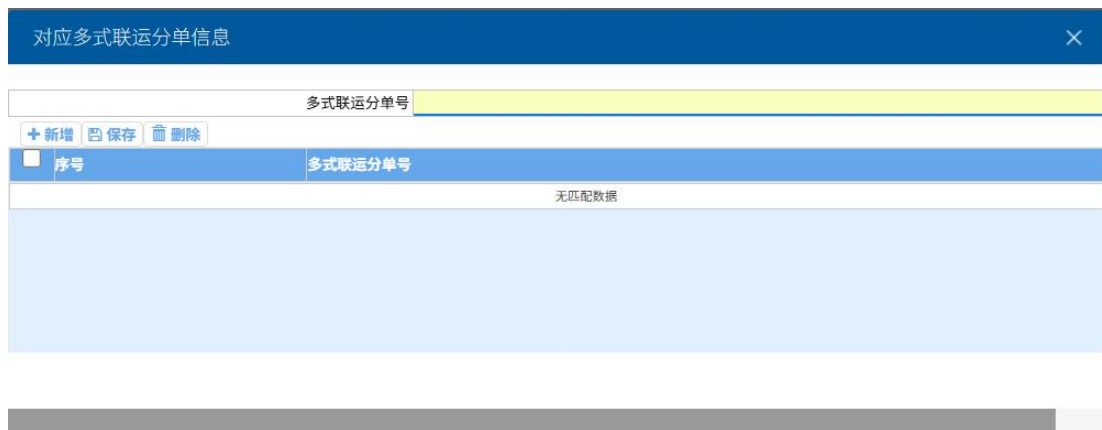 对应多式联运分单信息
多式联运分单号
新增 保存 删除
序号 多式联运分单号
无匹配数据